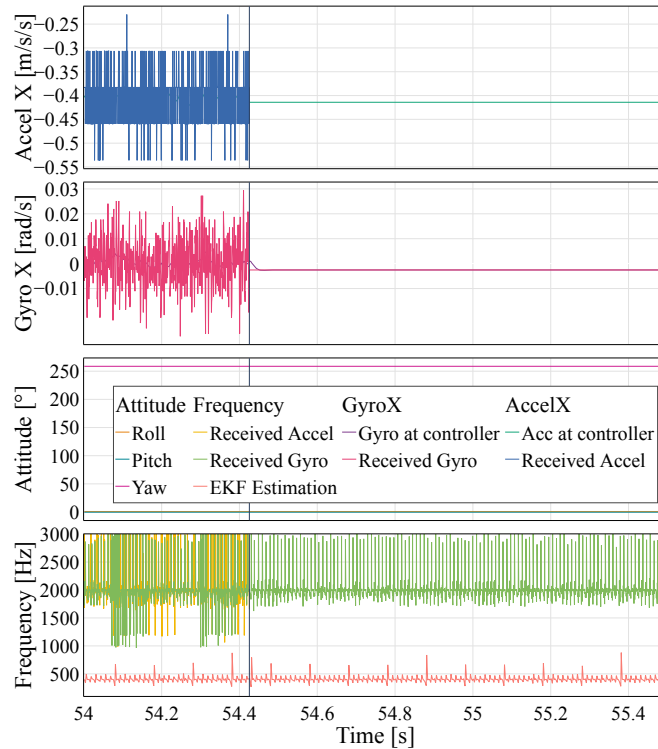 Accel X [m/s/s]
−0.25
−0.3
−0.35
−0.4
−0.45
−0.5
−0.55
Gyro X [rad/s]
0.03
0.02
0.01
0
−0.01
Attitude [°]
250
200
150
100
50
0
Attitude Frequency GyroX AccelX
Roll Received Accel Gyro at controller Acc at controller
Pitch Received Gyro Received Gyro Received Accel
Yaw EKF Estimation
Frequency [Hz]
3000
2500
2000
1500
1000
500
54 54.2 54.4 54.6 54.8 55 55.2 55.4
Time [s]